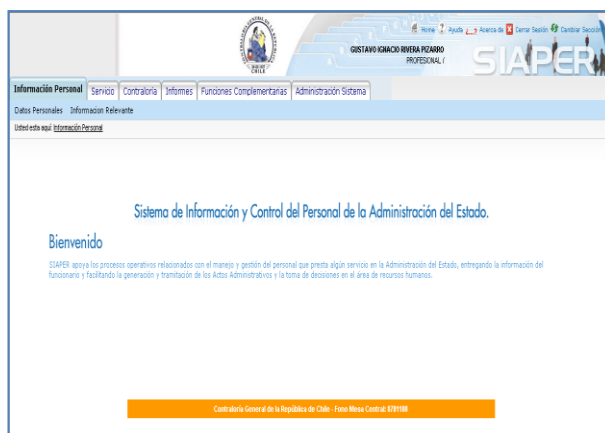 Home Ayuda Acerca de Cerrar Sesión Cambiar Sección
GUSTAVO IGNACIO RIVERA PIZARRO
PROFESIONAL /
SIAPER
Información Personal Servicio Contraloría Informes Funciones Complementarias Administración Sistema
Datos Personales Informacion Relevante
Usted esta aquí: Información Personal
Sistema de Información y Control del Personal de la Administración del Estado.
Bienvenido
SIAPER apoya los procesos operativos relacionados con el manejo y gestión del personal que presta algún servicio en la Administración del Estado, entregando la información del
funcionario y facilitando la generación y tramitación de los Actos Administrativos y la toma de decisiones en el área de recursos humanos.
Contraloría General de la República de Chile - Fono Mesa Central: 8701100